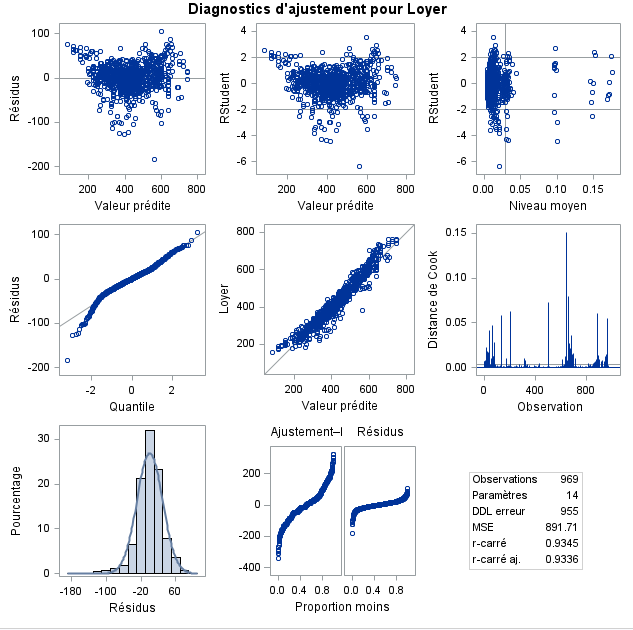 Diagnostics d'ajustement pour Loyer
100
0
-100
-200
Résidus
200 400 600 800
Valeur prédite
4
2
0
-2
-4
-6
RStudent
200 400 600 800
Valeur prédite
4
2
0
-2
-4
-6
RStudent
0.00 0.05 0.10 0.15
Niveau moyen
100
0
-100
-200
Résidus
-2 0 2
Quantile
800
600
400
200
Loyer
200 400 600 800
Valeur prédite
0.15
0.10
0.05
0.00
Distance de Cook
0 400 800
Observation
30
20
10
0
Pourcentage
-180 -100 -20 60
Résidus
Ajustement–I Résidus
200
0
-200
-400
0.0 0.4 0.8 0.0 0.4 0.8
Proportion moins
Observations 969
Paramètres 14
DDL erreur 955
MSE 891.71
r-carré 0.9345
r-carré aj. 0.9336